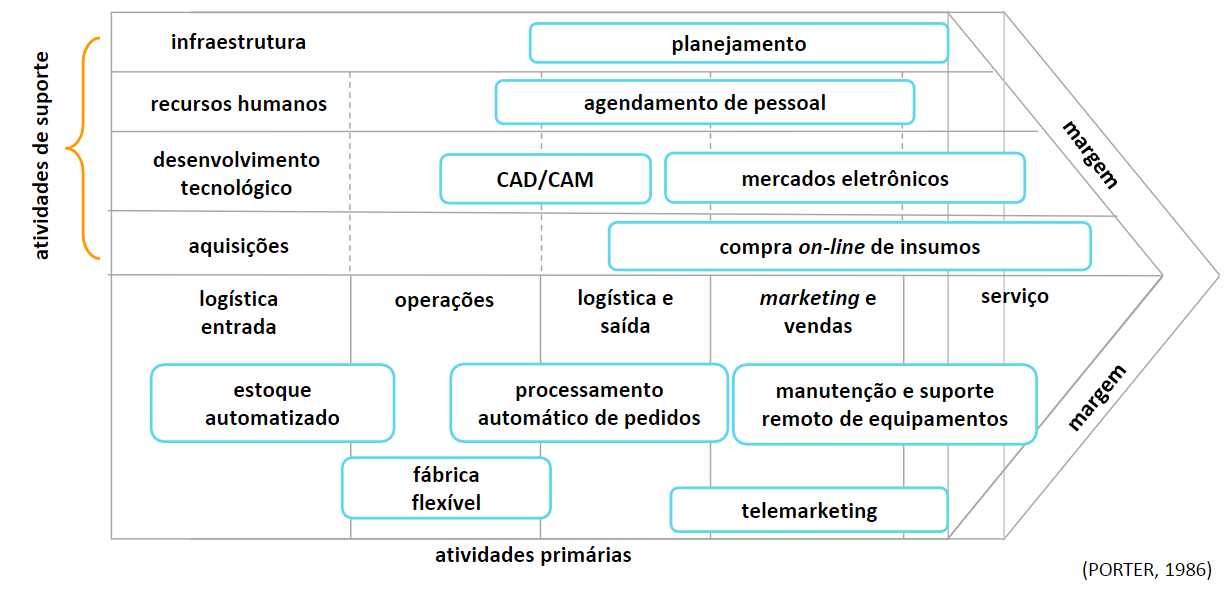 atividades de suporte
infraestrutura
planejamento
recursos humanos
agendamento de pessoal
desenvolvimento
tecnológico
CAD/CAM
mercados eletrônicos
aquisições
compra on-line de insumos
margem
logística
entrada
operações
logística e
saída
marketing e
vendas
serviço
estoque
automatizado
processamento
automático de pedidos
manutenção e suporte
remoto de equipamentos
margem
fábrica
flexível
telemarketing
atividades primárias
(PORTER, 1986)